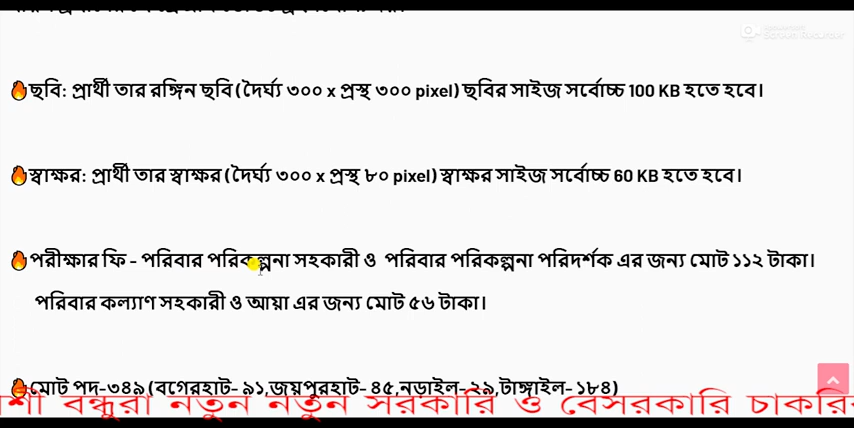 🔥ছবি: প্রার্থী তার রঙ্গিন ছবি (দৈর্ঘ্য ৩০০ x প্রস্থ ৩০০ pixel) ছবির সাইজ সর্বোচ্চ 100 KB হতে হবে।
🔥স্বাক্ষর: প্রার্থী তার স্বাক্ষর (দৈর্ঘ্য ৩০০ x প্রস্থ ৮০ pixel) স্বাক্ষর সাইজ সর্বোচ্চ 60 KB হতে হবে।
🔥পরীক্ষার ফি - পরিবার পরিকল্পনা সহকারী ও পরিবার পরিকল্পনা পরিদর্শক এর জন্য মোট ১১২ টাকা।
পরিবার কল্যাণ সহকারী ও আয়া এর জন্য মোট ৫৬ টাকা।
🔥মোট পদ-৩৪৯ (বগেরহাট- ৯১,জয়পুরহাট- ৪৫,নড়াইল-২৯,টাঙ্গাইল- ১৮৪)
বন্ধুরা নতুন নতুন সরকারি ও বেসরকারি